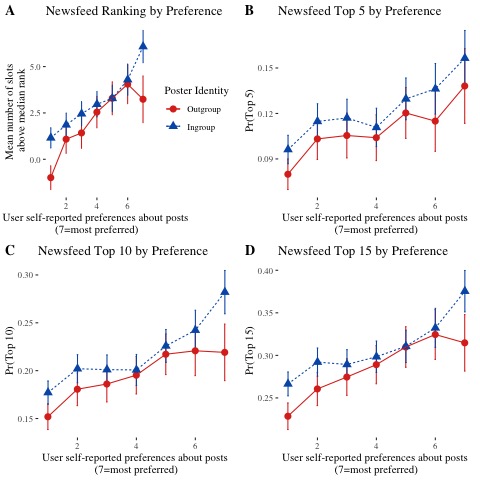 A
Newsfeed Ranking by Preference
Mean number of slots
above median rank
5.0
2.5
0.0
2
4
6
User self-reported preferences about posts
(7=most preferred)
Poster Identity
Outgroup
Ingroup
B
Newsfeed Top 5 by Preference
Pr(Top 5)
0.15
0.12
0.09
2
4
6
User self-reported preferences about posts
(7=most preferred)
C
Newsfeed Top 10 by Preference
Pr(Top 10)
0.30
0.25
0.20
0.15
2
4
6
User self-reported preferences about posts
(7=most preferred)
D
Newsfeed Top 15 by Preference
Pr(Top 15)
0.40
0.35
0.30
0.25
2
4
6
User self-reported preferences about posts
(7=most preferred)